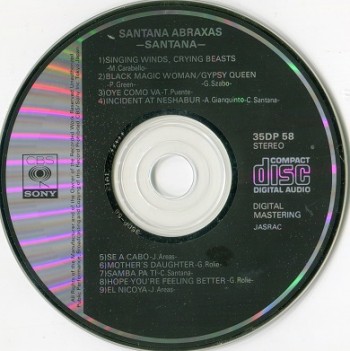 SANTANA ABRAXAS
—SANTANA—
1)SINGING WINDS, CRYING BEASTS
-M.Carabello-
2)BLACK MAGIC WOMAN/GYPSY QUEEN
-P.Green- -G.Szabo-
3)OYE COMO VA-T.Puente-
4)INCIDENT AT NESHABUR-A.Gianquinto-C.Santana-
35DP 58
STEREO
CBS
SONY
COMPACT
disc
DIGITAL AUDIO
DIGITAL
MASTERING
JASRAC
5)SE A CABO-J.Areas-
6)MOTHER'S DAUGHTER-G.Rolie-
7)SAMBA PA TI-C.Santana-
8)HOPE YOU'RE FEELING BETTER-G.Rolie-
9)EL NICOYA-J.Areas-